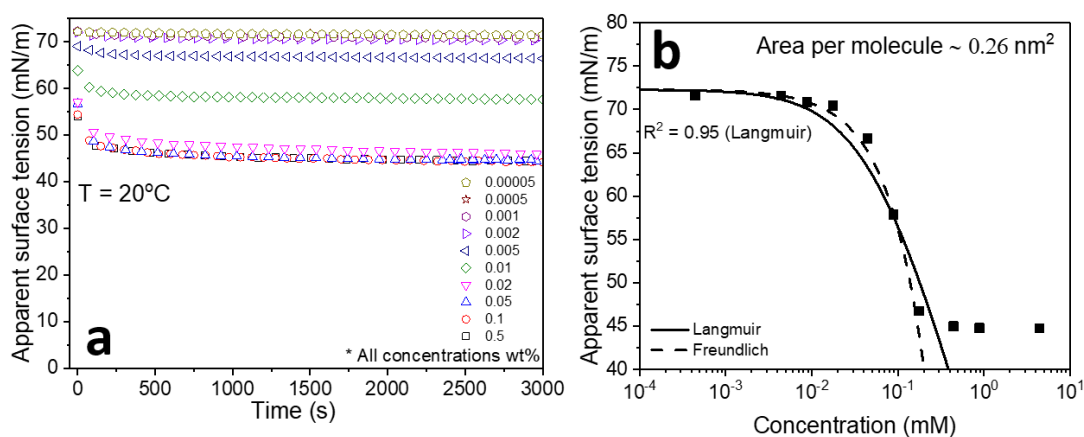 a
Apparent surface tension (mN/m)
70
60
50
40
30
20
10
0
T = 20ºC
0.00005
0.0005
0.001
0.002
0.005
0.01
0.02
0.05
0.1
0.5
* All concentrations wt%
0 500 1000 1500 2000 2500 3000
Time (s)
b
Apparent surface tension (mN/m)
80
75
70
65
60
55
50
45
40
Area per molecule ~ 0.26 nm²
R² = 0.95 (Langmuir)
Langmuir
Freundlich
10⁻⁴ 10⁻³ 10⁻² 10⁻¹ 10⁰ 10¹
Concentration (mM)